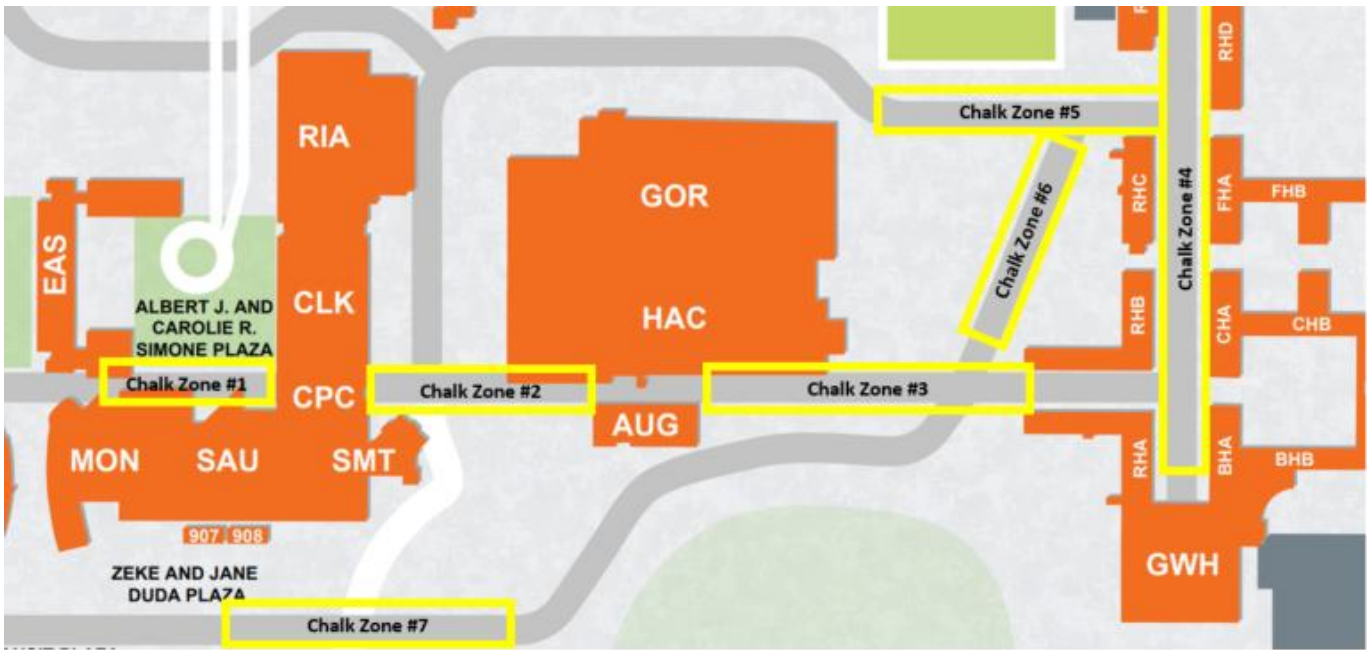 RHD
Chalk Zone #5
RIA
Chalk Zone #4
RHC
FHA
FHB
GOR
Chalk Zone #6
EAS
ALBERT J. AND
CAROLIE R.
SIMONE PLAZA
CLK
HAC
RHB
CHA
CHB
Chalk Zone #1
CPC
Chalk Zone #2
Chalk Zone #3
AUG
MON
SAU
SMT
RHA
BHA
BHB
907
908
ZEKE AND JANE
DUDA PLAZA
GWH
Chalk Zone #7